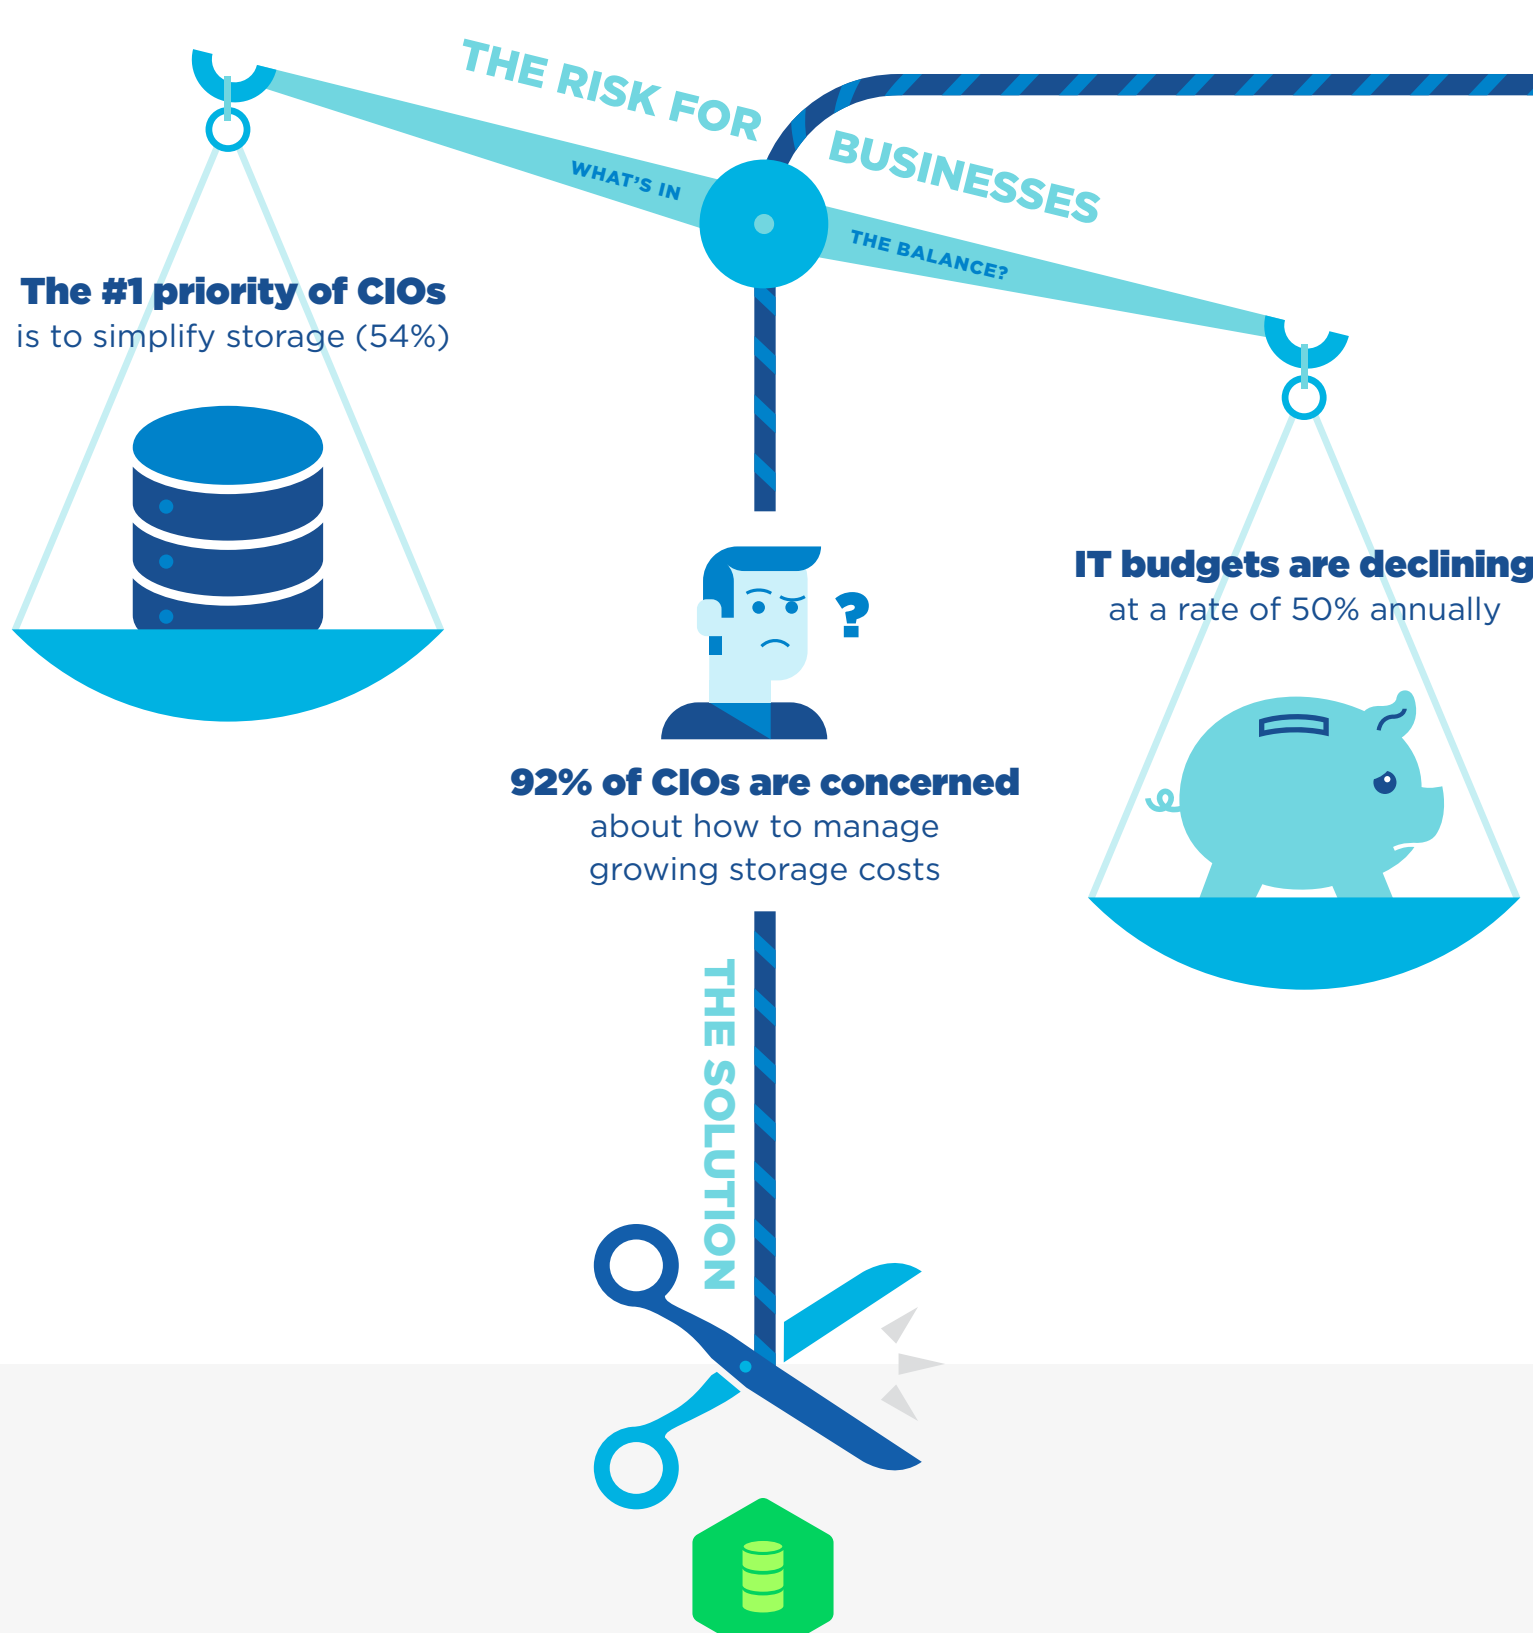 THE RISK FOR BUSINESSES
WHAT'S IN THE BALANCE?
The #1 priority of CIOs
is to simplify storage (54%)
IT budgets are declining
at a rate of 50% annually
?
92% of CIOs are concerned
about how to manage
growing storage costs
THE SOLUTION